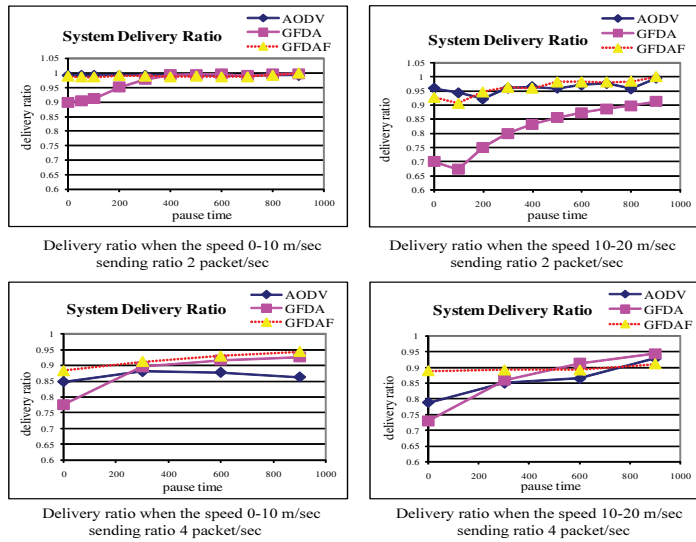 System Delivery Ratio
AODV
GFDA
GFDAF
delivery ratio
1.05
1
0.95
0.9
0.85
0.8
0.75
0.7
0.65
0.6
0 200 400 600 800 1000
pause time
Delivery ratio when the speed 0-10 m/sec
sending ratio 2 packet/sec
System Delivery Ratio
AODV
GFDA
GFDAF
delivery ratio
1.05
1
0.95
0.9
0.85
0.8
0.75
0.7
0.65
0.6
0 200 400 600 800 1000
pause time
Delivery ratio when the speed 10-20 m/sec
sending ratio 2 packet/sec
System Delivery Ratio
AODV
GFDA
GFDAF
delivery ratio
1
0.95
0.9
0.85
0.8
0.75
0.7
0.65
0.6
0 200 400 600 800 1000
pause time
Delivery ratio when the speed 0-10 m/sec
sending ratio 4 packet/sec
System Delivery Ratio
AODV
GFDA
GFDAF
delivery ratio
1
0.95
0.9
0.85
0.8
0.75
0.7
0.65
0.6
0 200 400 600 800 1000
pause time
Delivery ratio when the speed 10-20 m/sec
sending ratio 4 packet/sec